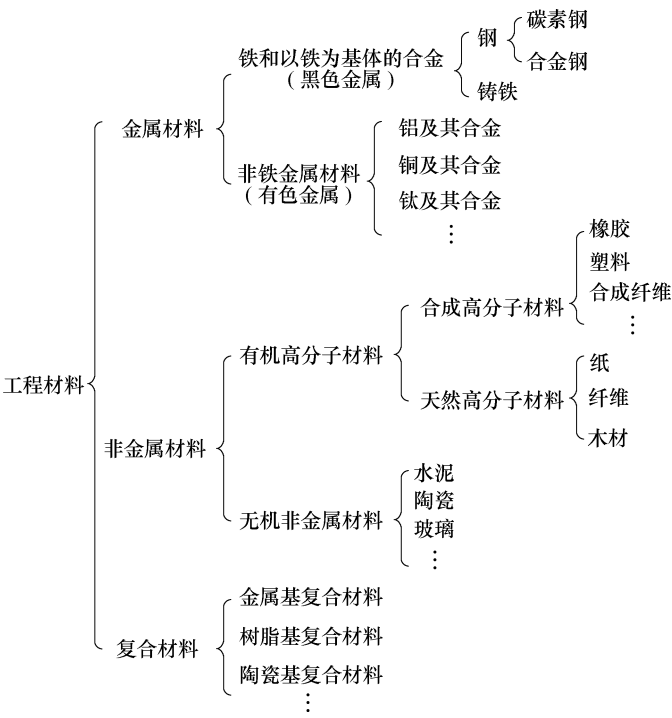 工程材料
金属材料
铁和以铁为基体的合金
(黑色金属)
钢
碳素钢
合金钢
铸铁
非铁金属材料
(有色金属)
铝及其合金
铜及其合金
钛及其合金
⋮
非金属材料
有机高分子材料
合成高分子材料
橡胶
塑料
合成纤维
⋮
天然高分子材料
纸
纤维
木材
无机非金属材料
水泥
陶瓷
玻璃
⋮
复合材料
金属基复合材料
树脂基复合材料
陶瓷基复合材料
⋮